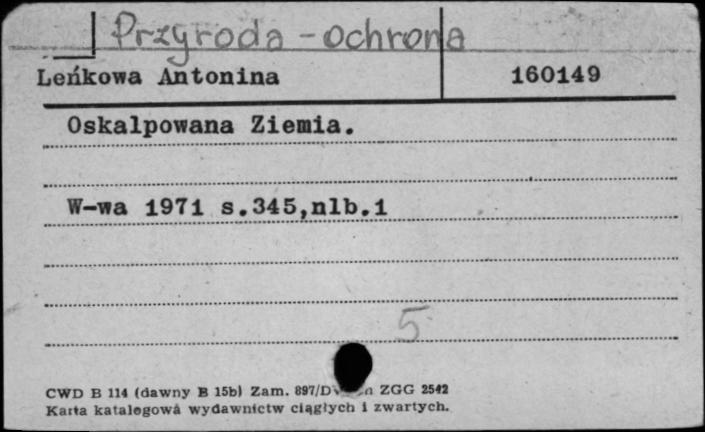 Przyroda - ochrona
Leńkowa Antonina 160149
Oskalpowana Ziemia.
W-wa 1971 s.345,nlb.1
5
CWD B 114 (dawny B 15b) Zam. 897/D ZGG 2542
Karta katalogowa wydawnictw ciągłych i zwartych.